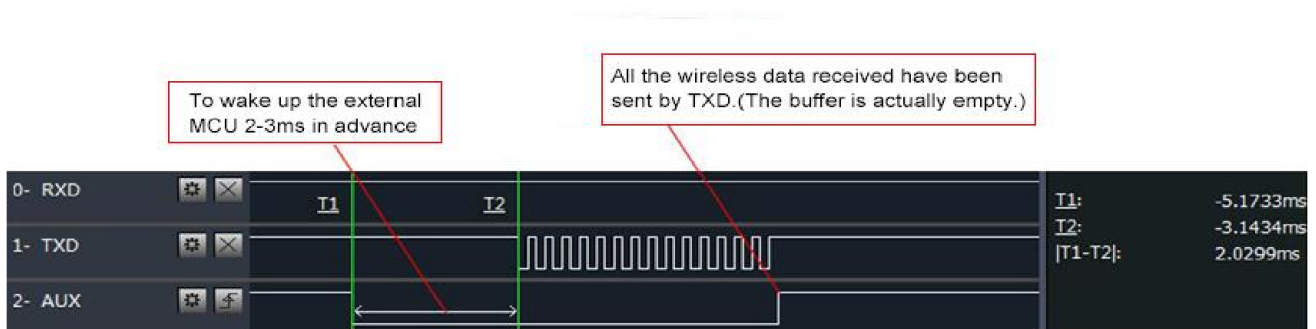 All the wireless data received have been
sent by TXD.(The buffer is actually empty.)
To wake up the external
MCU 2-3ms in advance
0- RXD
T1
T2
1- TXD
2- AUX
T1: -5.1733ms
T2: -3.1434ms
|T1-T2|: 2.0299ms